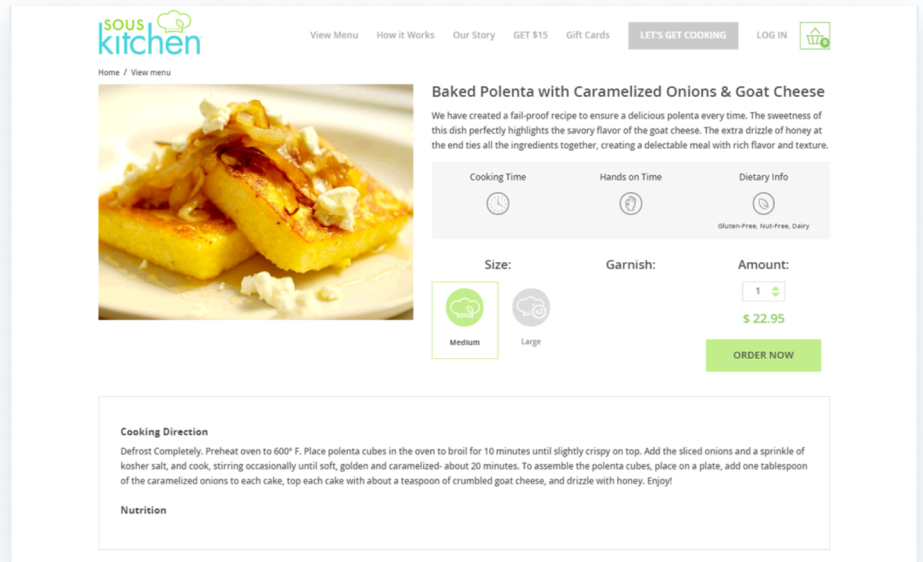 SOUS
kitchen
View Menu How it Works Our Story GET $15 Gift Cards LET'S GET COOKING LOG IN 0
Home / View menu
Baked Polenta with Caramelized Onions & Goat Cheese
We have created a fail-proof recipe to ensure a delicious polenta every time. The sweetness of
this dish perfectly highlights the savory flavor of the goat cheese. The extra drizzle of honey at
the end ties all the ingredients together, creating a delectable meal with rich flavor and texture.
Cooking Time Hands on Time Dietary Info
Gluten-Free, Nut-Free, Dairy
Size: Garnish: Amount:
1
$ 22.95
Medium Large
ORDER NOW
Cooking Direction
Defrost Completely. Preheat oven to 600° F. Place polenta cubes in the oven to broil for 10 minutes until slightly crispy on top. Add the sliced onions and a sprinkle of
kosher salt, and cook, stirring occasionally until soft, golden and caramelized- about 20 minutes. To assemble the polenta cubes, place on a plate, add one tablespoon
of the caramelized onions to each cake, top each cake with about a teaspoon of crumbled goat cheese, and drizzle with honey. Enjoy!
Nutrition